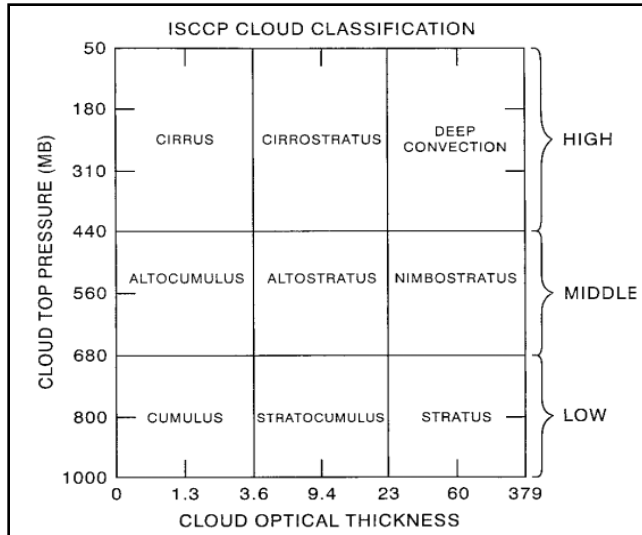 ISCCP CLOUD CLASSIFICATION
50
180
CIRRUS CIRROSTRATUS DEEP
CONVECTION
HIGH
310
440
ALTOCUMULUS ALTOSTRATUS NIMBOSTRATUS
560
MIDDLE
680
800
CUMULUS STRATOCUMULUS STRATUS
LOW
1000
0 1.3 3.6 9.4 23 60 379
CLOUD OPTICAL THICKNESS
CLOUD TOP PRESSURE (MB)